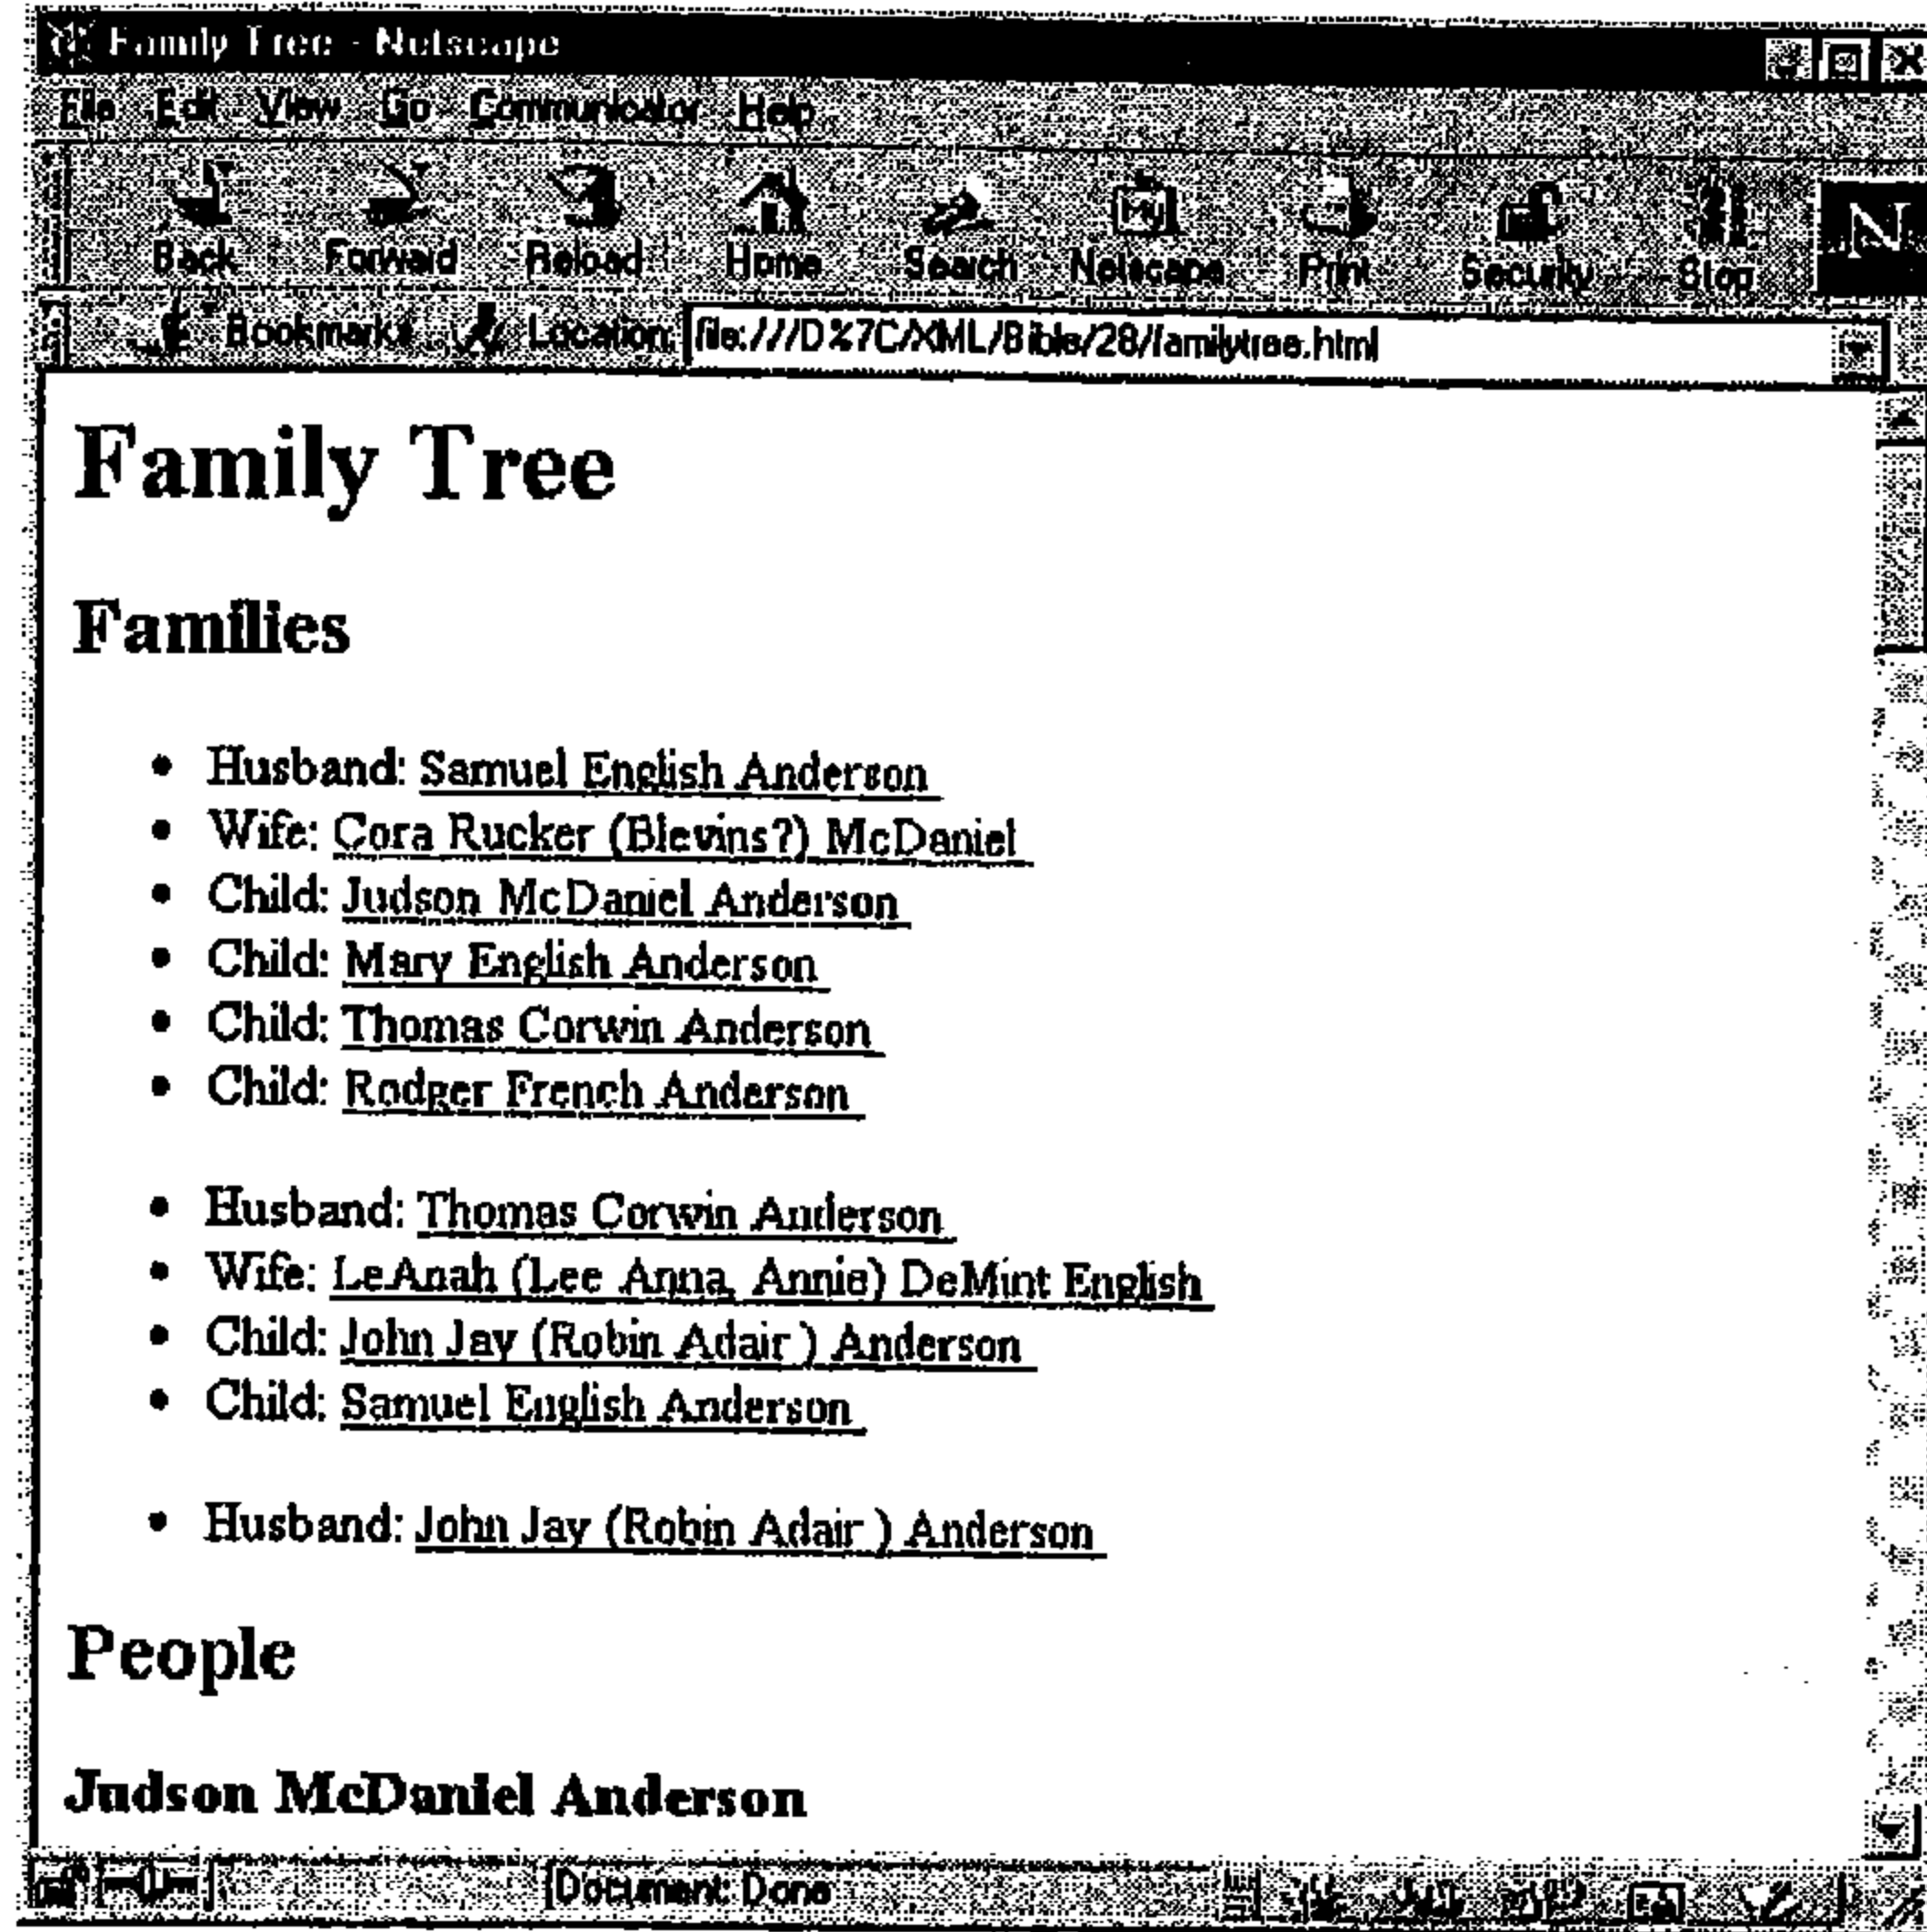 Family Tree - Netscape
File Edit View Go Communicator Help
Back Forward Reload Home Search Netscape Print Security Stop
My
N
Bookmarks Location: file:///D%7C/XML/Bible/28/familytree.html
Family Tree
Families
• Husband: Samuel English Anderson
• Wife: Cora Rucker (Blevins?) McDaniel
• Child: Judson McDaniel Anderson
• Child: Mary English Anderson
• Child: Thomas Corwin Anderson
• Child: Rodger French Anderson
• Husband: Thomas Corwin Anderson
• Wife: LeAnah (Lee Anna, Annie) DeMint English
• Child: John Jay (Robin Adair ) Anderson
• Child: Samuel English Anderson
• Husband: John Jay (Robin Adair ) Anderson
People
Judson McDaniel Anderson
Document: Done